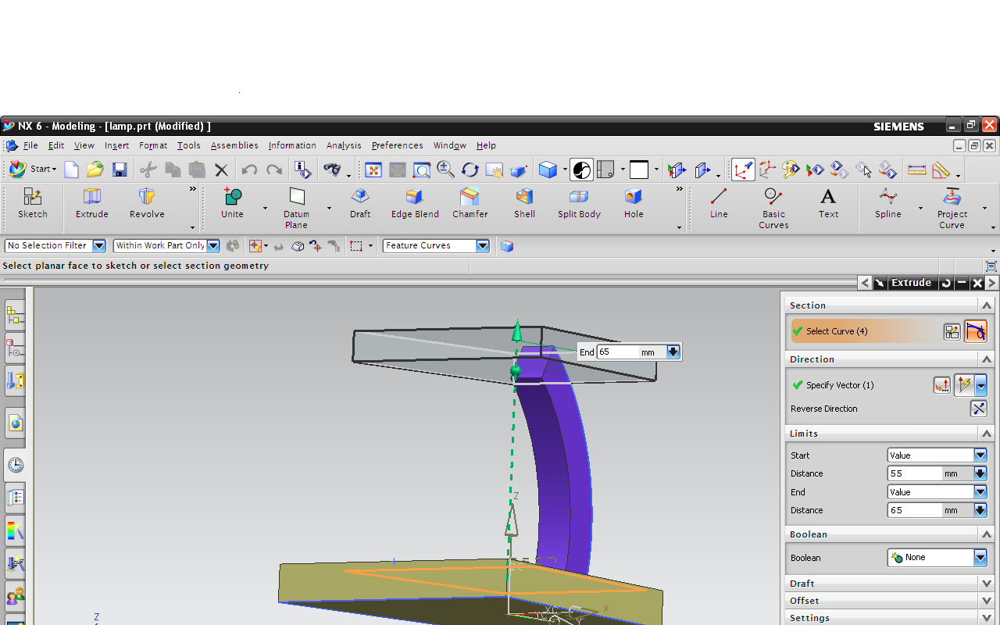 NX 6 - Modeling - [lamp.prt (Modified) ]
SIEMENS
File Edit View Insert Format Tools Assemblies Information Analysis Preferences Window Help
Start
Sketch Extrude Revolve Unite Datum Plane Draft Edge Blend Chamfer Shell Split Body Hole Line Basic Curves Text Spline Project Curve
No Selection Filter Within Work Part Only Feature Curves
Select planar face to sketch or select section geometry
Extrude
Section
Select Curve (4)
End 65 mm
Direction
Specify Vector (1)
Reverse Direction
Limits
Start Value
Distance 55 mm
End Value
Distance 65 mm
Z
Boolean
Boolean None
Draft
Offset
XC
X
Settings
Z